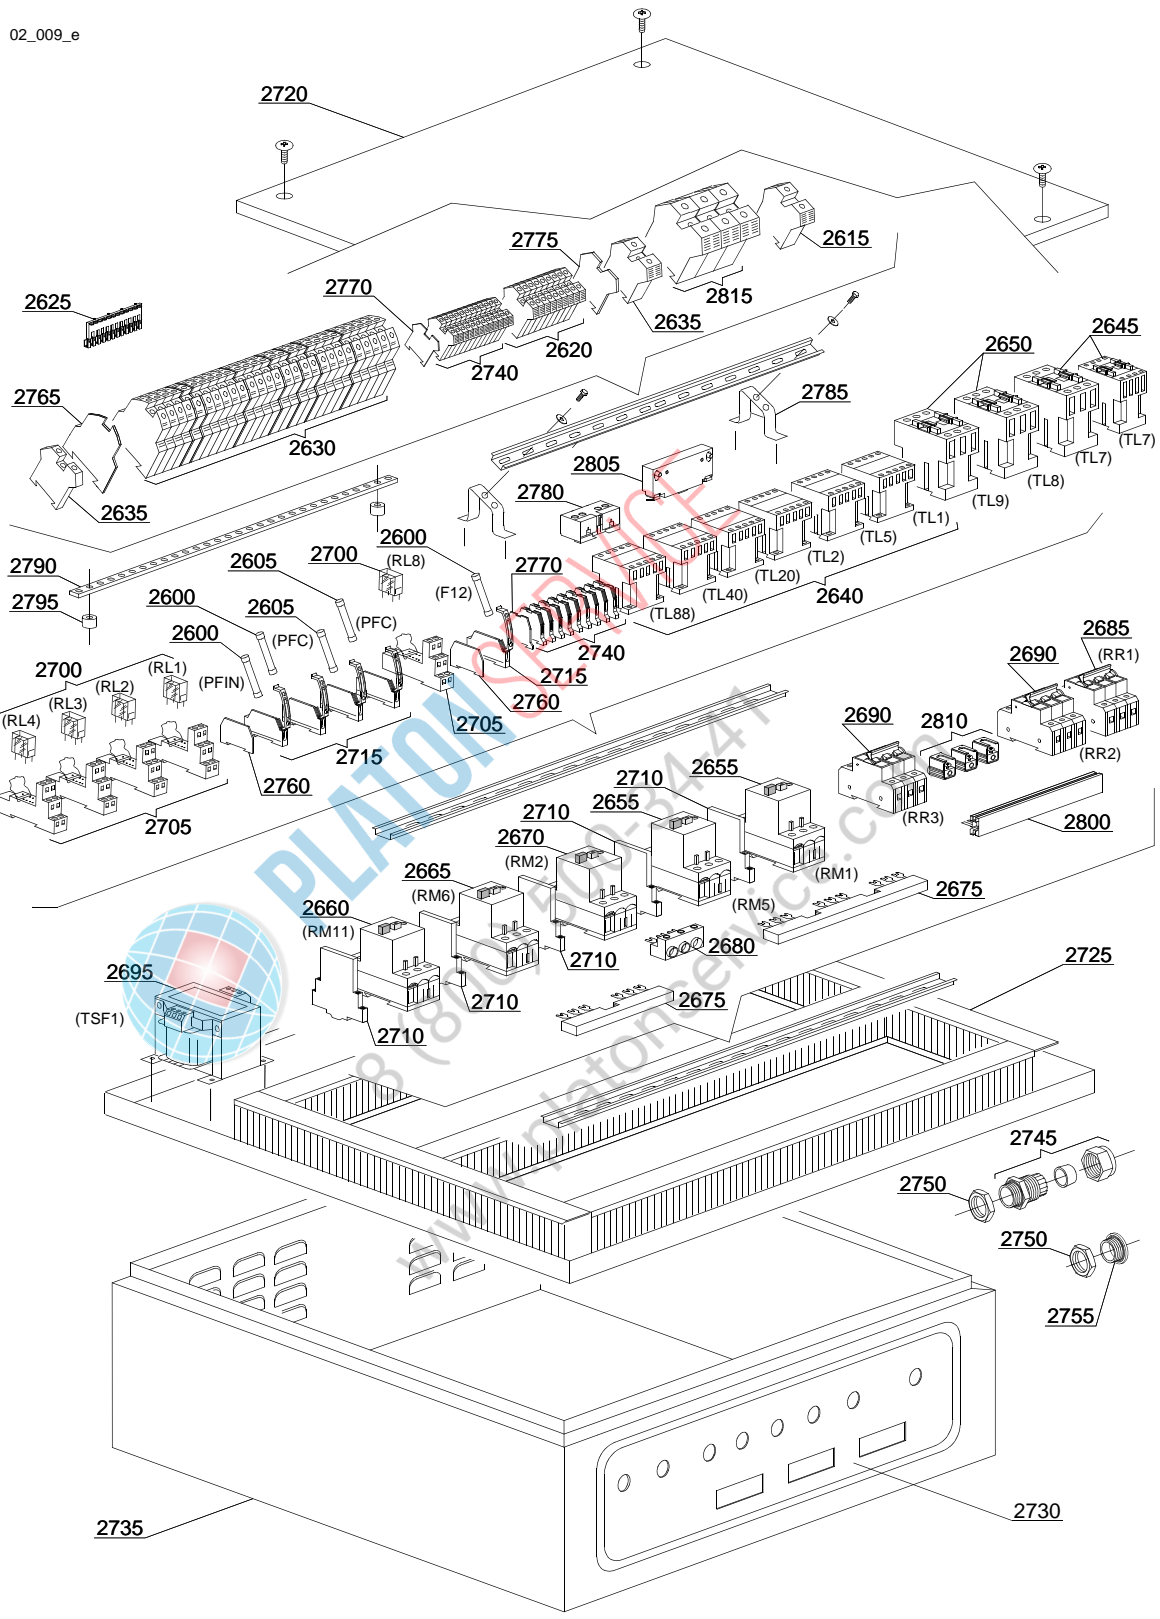 02_009_e
2720
2775
2615
2770
2815
2625
2635
2645
2650
2620
2740
2765
2785
2630
(TL7)
2805
(TL7)
(TL8)
2780
(TL9)
2635
2600
(TL1)
2700
(RL8)
(TL5)
2605
2770
(TL2)
2790
(F12)
(TL20)
2795
2600
2605
(TL40)
2640
(PFC)
(TL88)
2600
(PFC)
2740
2685
2690
(RR1)
2700
(RL1)
2715
(PFIN)
(RL2)
2760
(RL3)
2705
2690
2810
(RL4)
2715
(RR2)
2760
2710
2655
2705
2710
2655
(RR3)
2800
2670
(RM2)
2665
(RM1)
(RM6)
2675
2660
(RM5)
(RM11)
2680
2695
2710
2725
(TSF1)
2710
2675
2710
PLATONSERVICE
8 (800) 500-34-41
www.platonservice.com
2745
2750
2750
2755
2735
2730